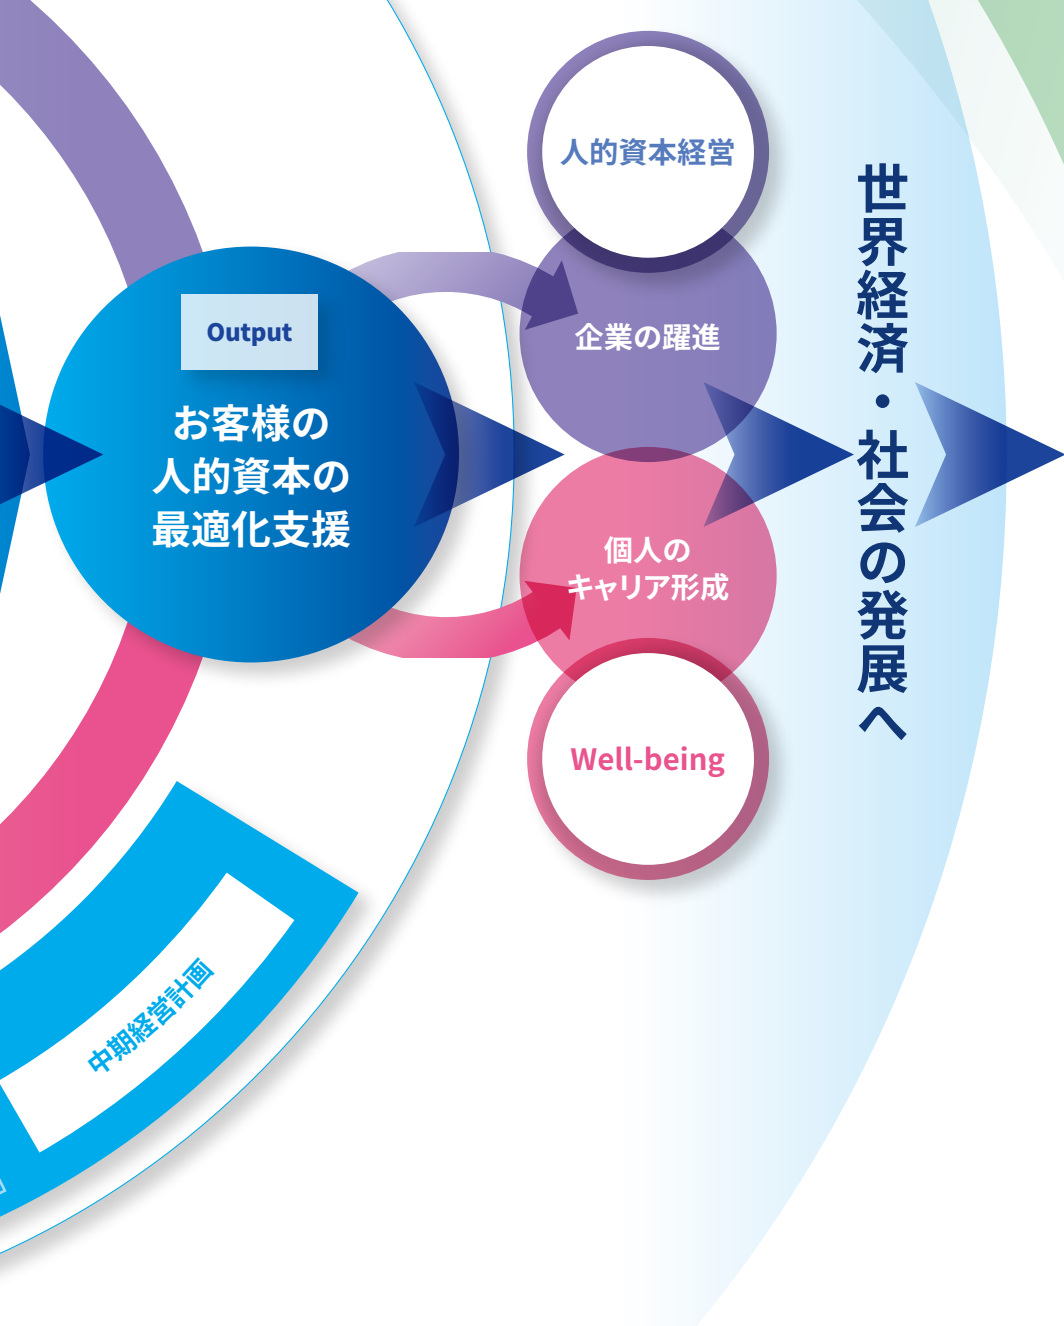 Output
お客様の
人的資本の
最適化支援
人的資本経営
企業の躍進
個人の
キャリア形成
Well-being
世界経済・社会の発展へ
中期経営計画